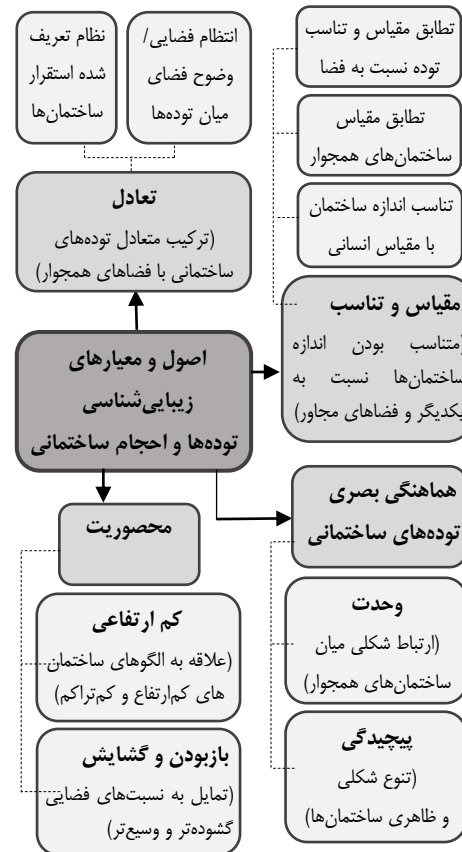 نظام تعریف
شده استقرار
ساختمان‌ها
انتظام فضایی/
وضوح فضای
میان توده‌ها
تطابق مقیاس و تناسب
توده نسبت به فضا
تطابق مقیاس
ساختمان‌های همجوار
تناسب اندازه ساختمان
با مقیاس انسانی
تعادل
(ترکیب متعادل توده‌های
ساختمانی با فضاهای همجوار)
مقیاس و تناسب
(متناسب بودن اندازه
ساختمان‌ها نسبت به
یکدیگر و فضاهای مجاور)
اصول و معیارهای
زیبایی‌شناسی
توده‌ها و احجام ساختمانی
هماهنگی بصری
توده‌های ساختمانی
محصوریت
وحدت
(ارتباط شکلی میان
ساختمان‌های همجوار)
کم ارتفاعی
(علاقه به الگوهای ساختمان
های کم‌ارتفاع و کم‌تراکم)
پیچیدگی
(تنوع شکلی
و ظاهری ساختمان‌ها)
بازبودن و گشایش
(تمایل به نسبت‌های فضایی
گشوده‌تر و وسیع‌تر)